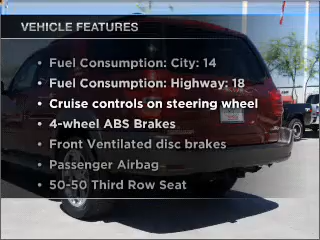 VEHICLE FEATURES
• Fuel Consumption: City: 14
• Fuel Consumption: Highway: 18
• Cruise controls on steering wheel
• 4-wheel ABS Brakes
• Front Ventilated disc brakes
• Passenger Airbag
• 50-50 Third Row Seat